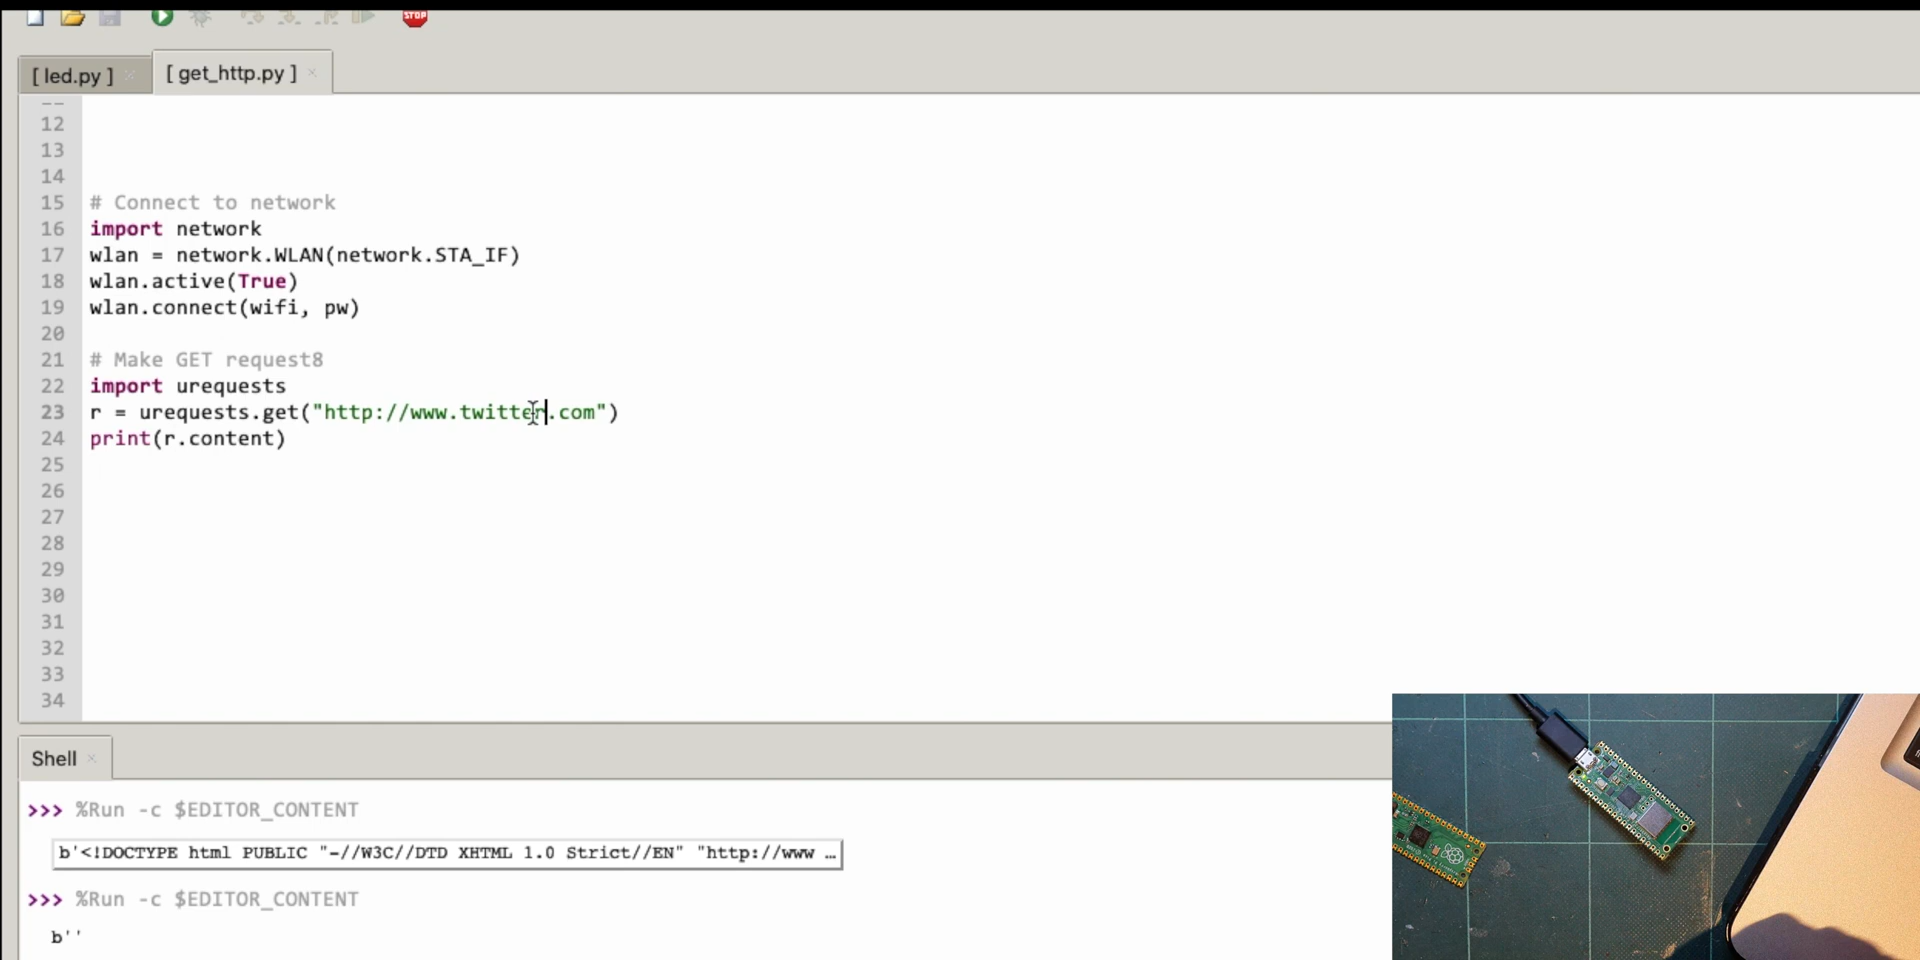 STOP
[ led.py ]
[ get_http.py ]
12
13
14
15 # Connect to network
16 import network
17 wlan = network.WLAN(network.STA_IF)
18 wlan.active(True)
19 wlan.connect(wifi, pw)
20
21 # Make GET request8
22 import urequests
23 r = urequests.get("http://www.twitter.com")
24 print(r.content)
25
26
27
28
29
30
31
32
33
34
Shell
>>> %Run -c $EDITOR_CONTENT
b'<!DOCTYPE html PUBLIC "-//W3C//DTD XHTML 1.0 Strict//EN" "http://www …
>>> %Run -c $EDITOR_CONTENT
b''